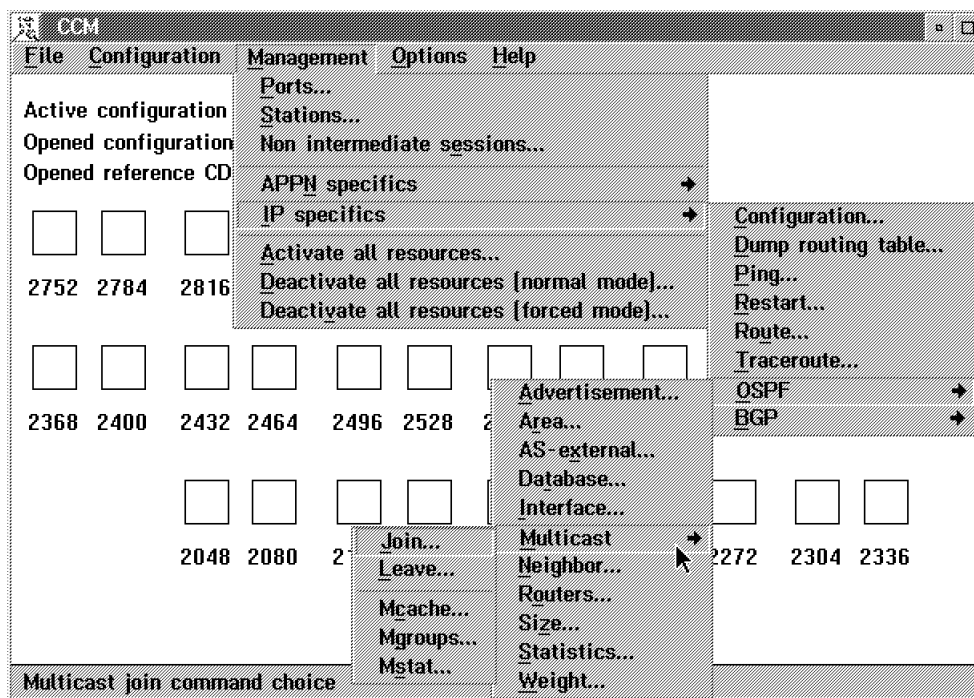 CCM
File Configuration Management Options Help
Active configuration
Opened configuration
Opened reference CD
Ports...
Stations...
Non intermediate sessions...
APPN specifics
IP specifics
Activate all resources...
Deactivate all resources (normal mode)...
Deactivate all resources (forced mode)...
Configuration...
Dump routing table...
Ping...
Restart...
Route...
Traceroute...
OSPF
BGP
2752 2784 2816
2368 2400 2432 2464 2496 2528 2
Advertisement...
Area...
AS-external...
Database...
Interface...
Multicast
Neighbor...
Routers...
Size...
Statistics...
Weight...
2048 2080 2 2272 2304 2336
Join...
Leave...
Mcache...
Mgroups...
Mstat...
Multicast join command choice